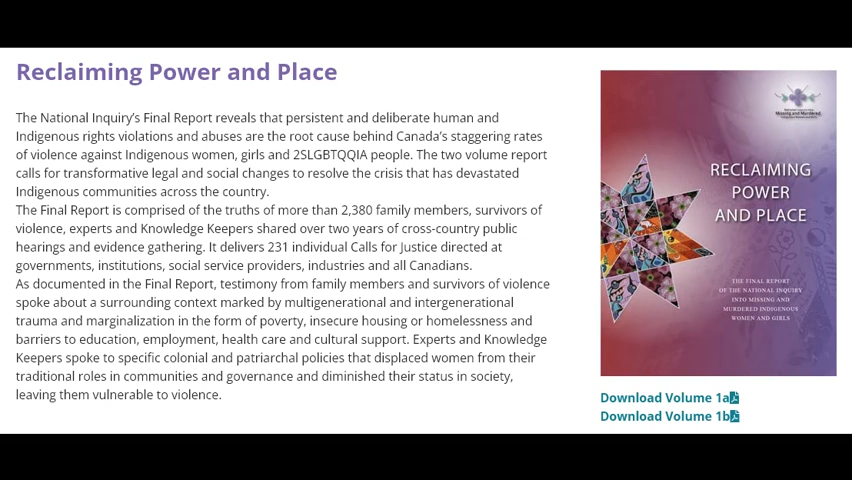 Reclaiming Power and Place
The National Inquiry’s Final Report reveals that persistent and deliberate human and
Indigenous rights violations and abuses are the root cause behind Canada’s staggering rates
of violence against Indigenous women, girls and 2SLGBTQQIA people. The two volume report
calls for transformative legal and social changes to resolve the crisis that has devastated
Indigenous communities across the country.
The Final Report is comprised of the truths of more than 2,380 family members, survivors of
violence, experts and Knowledge Keepers shared over two years of cross-country public
hearings and evidence gathering. It delivers 231 individual Calls for Justice directed at
governments, institutions, social service providers, industries and all Canadians.
As documented in the Final Report, testimony from family members and survivors of violence
spoke about a surrounding context marked by multigenerational and intergenerational
trauma and marginalization in the form of poverty, insecure housing or homelessness and
barriers to education, employment, health care and cultural support. Experts and Knowledge
Keepers spoke to specific colonial and patriarchal policies that displaced women from their
traditional roles in communities and governance and diminished their status in society,
leaving them vulnerable to violence.
Missing and Murdered
RECLAIMING
POWER
AND PLACE
THE FINAL REPORT
OF THE NATIONAL INQUIRY
INTO MISSING AND
MURDERED INDIGENOUS
WOMEN AND GIRLS
Download Volume 1a
Download Volume 1b